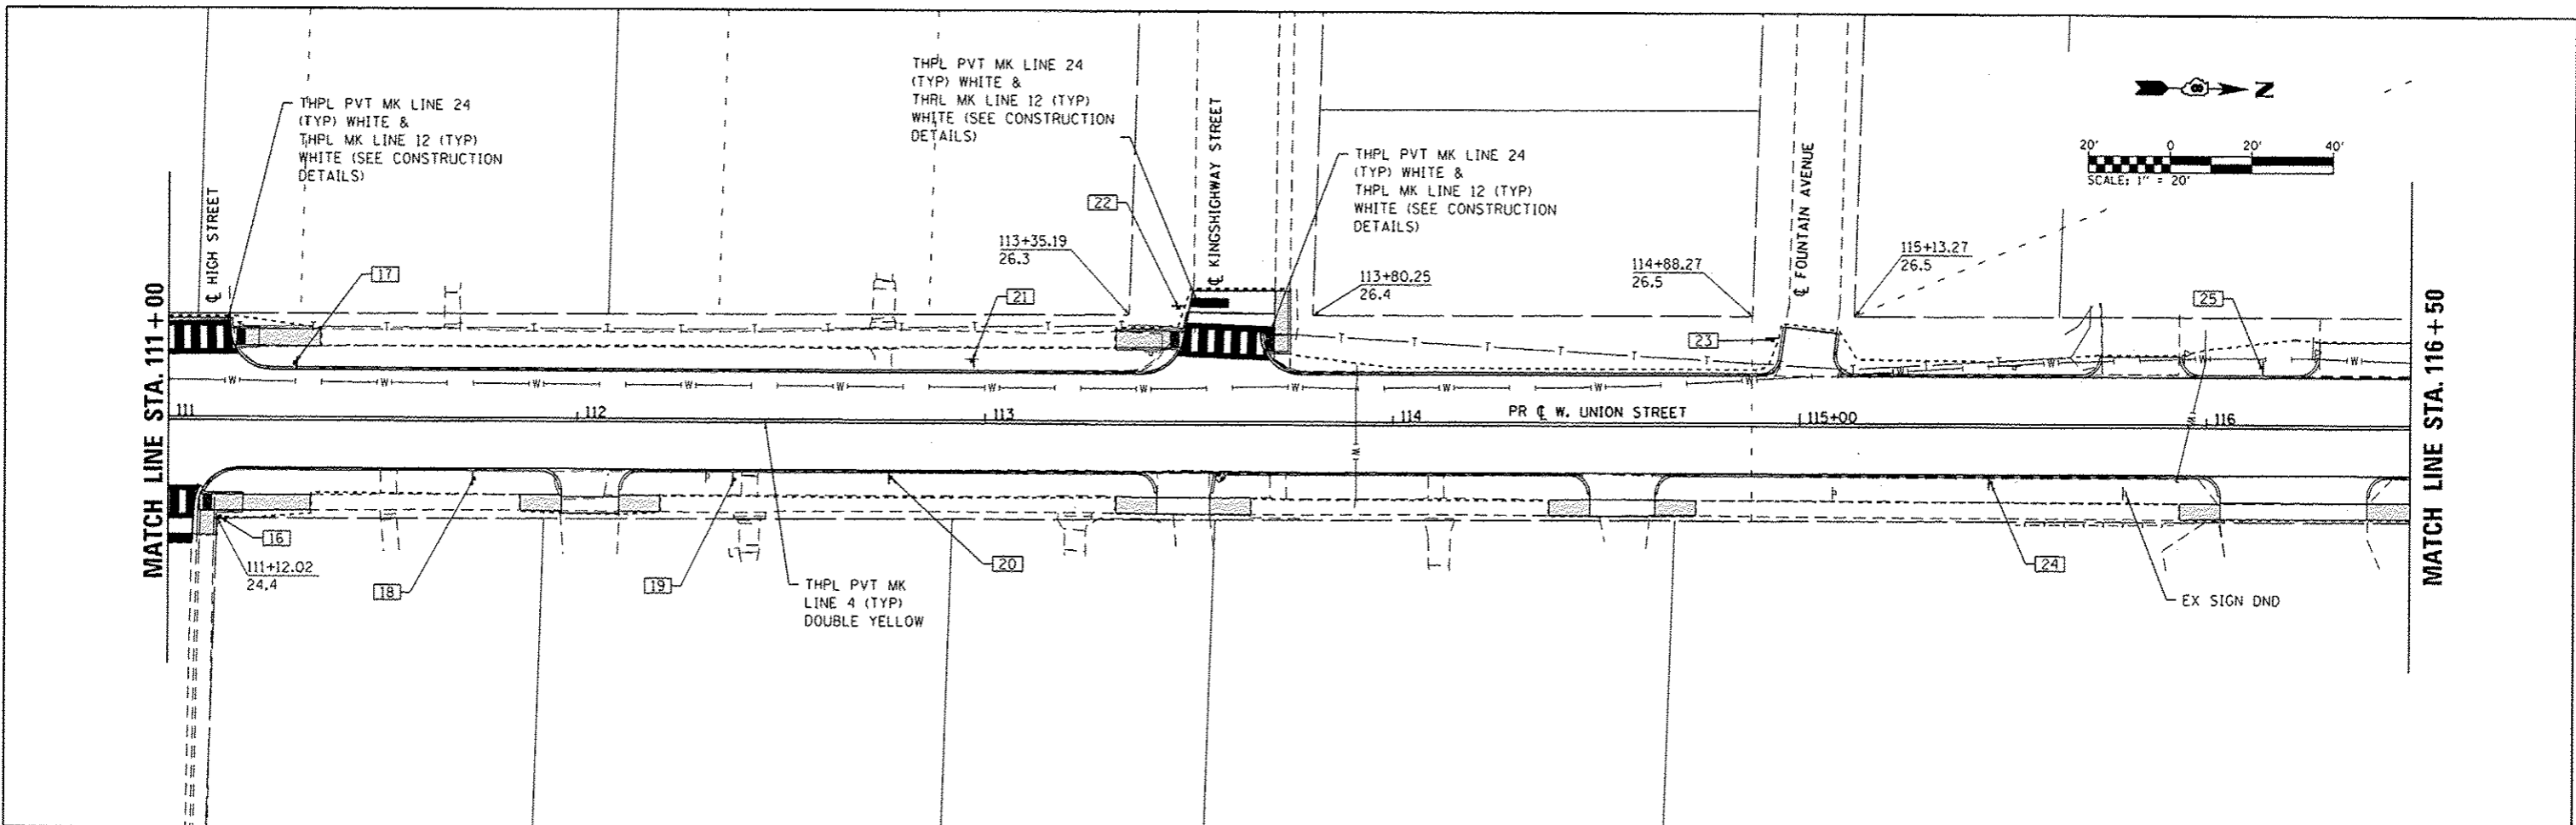 THPL PVT MK LINE 24
(TYP) WHITE &
THPL MK LINE 12 (TYP)
WHITE (SEE CONSTRUCTION
DETAILS)
THPL PVT MK LINE 24
(TYP) WHITE &
THPL MK LINE 12 (TYP)
WHITE (SEE CONSTRUCTION
DETAILS)
THPL PVT MK LINE 24
(TYP) WHITE &
THPL MK LINE 12 (TYP)
WHITE (SEE CONSTRUCTION
DETAILS)
N
20' 0 20' 40'
SCALE: 1" = 20'
℄ HIGH STREET
℄ KINGSHIGHWAY STREET
℄ FOUNTAIN AVENUE
17
21
22
23
25
113+35.19
26.3
113+80.25
26.4
114+88.27
26.5
115+13.27
26.5
MATCH LINE STA. 111+00
MATCH LINE STA. 116+50
T T T T T T T T T T T T
W W W W W W W W W W W W
111 112 113 114 PR ℄ W. UNION STREET 115+00 116
16
111+12.02
24.4
18
19
20
24
THPL PVT MK
LINE 4 (TYP)
DOUBLE YELLOW
EX SIGN DND